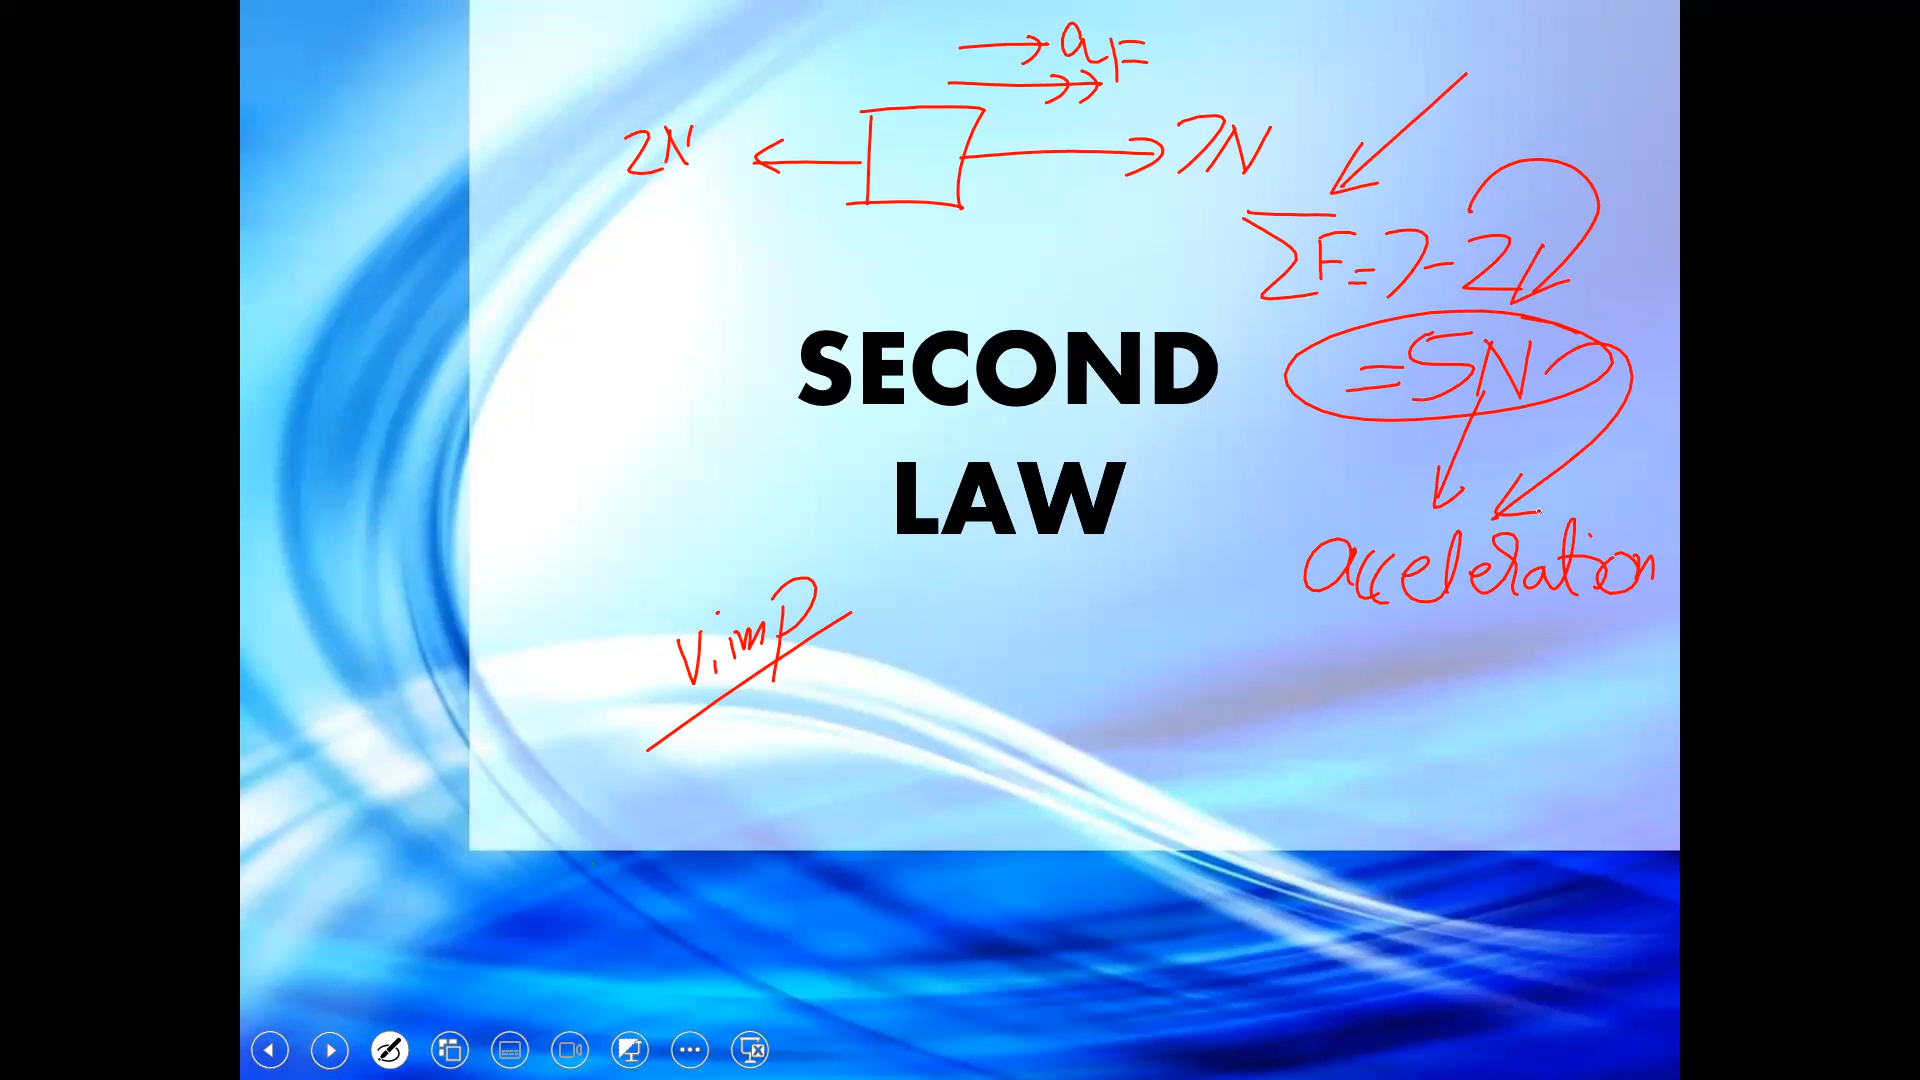 a
F
2N
7N
ΣF=7-2
=5N
SECOND
LAW
acceleration
V.imp